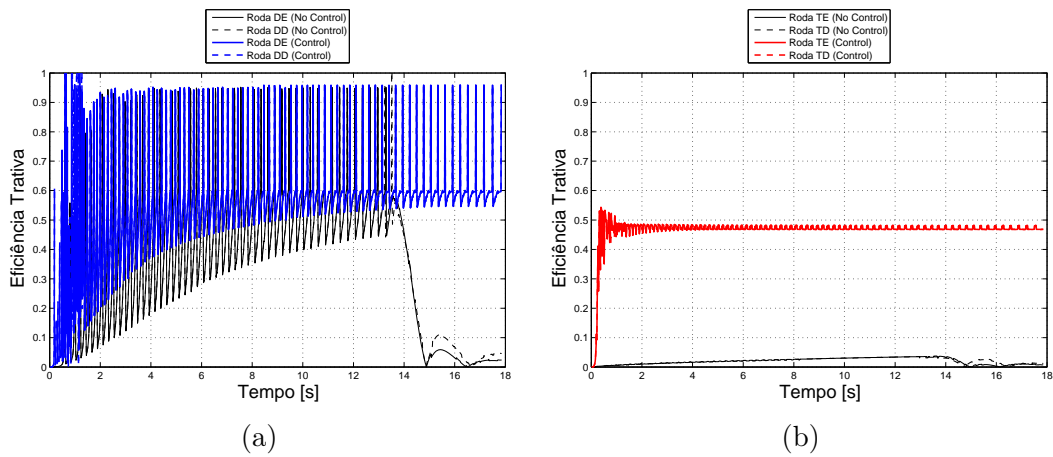 Roda DE (No Control)
Roda DD (No Control)
Roda DE (Control)
Roda DD (Control)
1
0.9
0.8
0.7
0.6
0.5
0.4
0.3
0.2
0.1
0
Eficiência Trativa
0 2 4 6 8 10 12 14 16 18
Tempo [s]
(a)
Roda TE (No Control)
Roda TD (No Control)
Roda TE (Control)
Roda TD (Control)
1
0.9
0.8
0.7
0.6
0.5
0.4
0.3
0.2
0.1
0
Eficiência Trativa
0 2 4 6 8 10 12 14 16 18
Tempo [s]
(b)